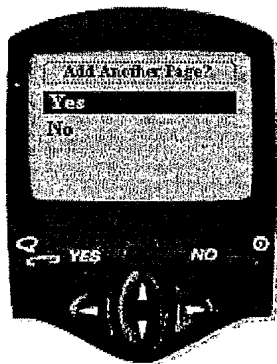 Add Another Page?
Yes
No
YES NO